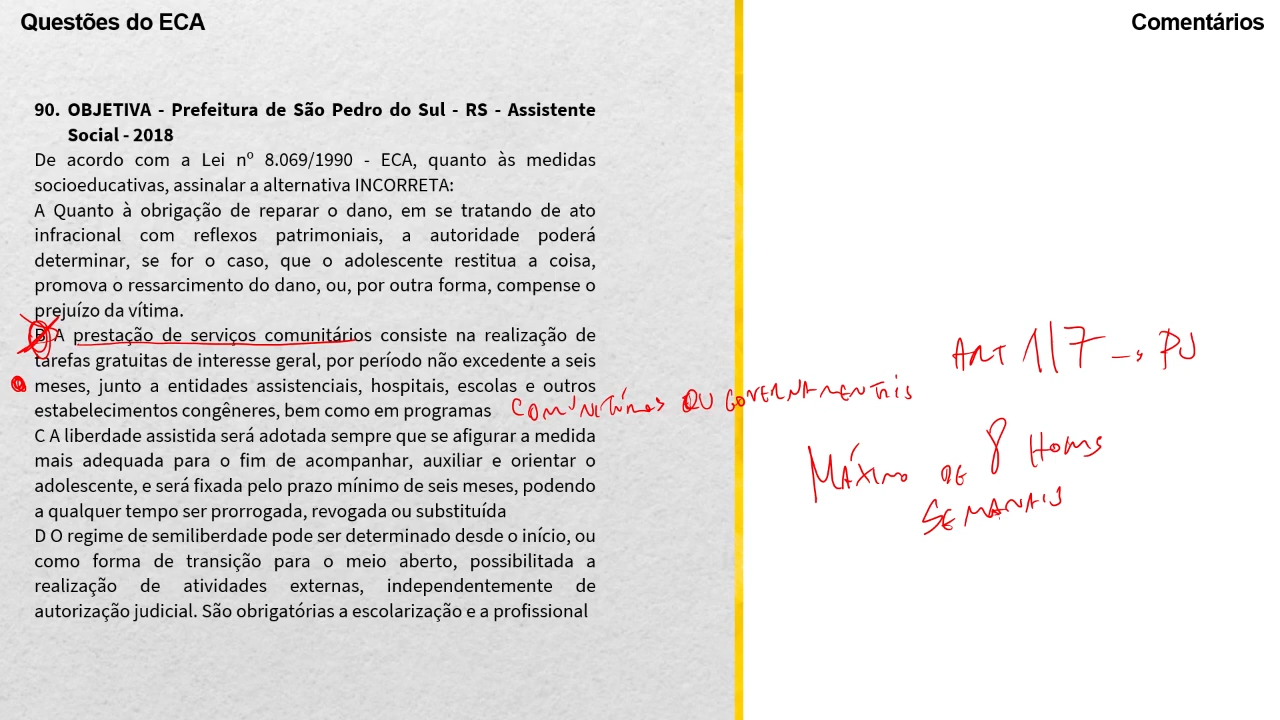 Questões do ECA
Comentários
90. OBJETIVA - Prefeitura de São Pedro do Sul - RS - Assistente
Social - 2018
De acordo com a Lei nº 8.069/1990 - ECA, quanto às medidas
socioeducativas, assinalar a alternativa INCORRETA:
A Quanto à obrigação de reparar o dano, em se tratando de ato
infracional com reflexos patrimoniais, a autoridade poderá
determinar, se for o caso, que o adolescente restitua a coisa,
promova o ressarcimento do dano, ou, por outra forma, compense o
prejuízo da vítima.
B A prestação de serviços comunitários consiste na realização de
tarefas gratuitas de interesse geral, por período não excedente a seis
meses, junto a entidades assistenciais, hospitais, escolas e outros
estabelecimentos congêneres, bem como em programas COMUNITÁRIOS OU GOVERNAMENTAIS
C A liberdade assistida será adotada sempre que se afigurar a medida
mais adequada para o fim de acompanhar, auxiliar e orientar o
adolescente, e será fixada pelo prazo mínimo de seis meses, podendo
a qualquer tempo ser prorrogada, revogada ou substituída
D O regime de semiliberdade pode ser determinado desde o início, ou
como forma de transição para o meio aberto, possibilitada a
realização de atividades externas, independentemente de
autorização judicial. São obrigatórias a escolarização e a profissional
ART 117 → PU
MÁXIMO DE 8 HORAS
SEMANAIS